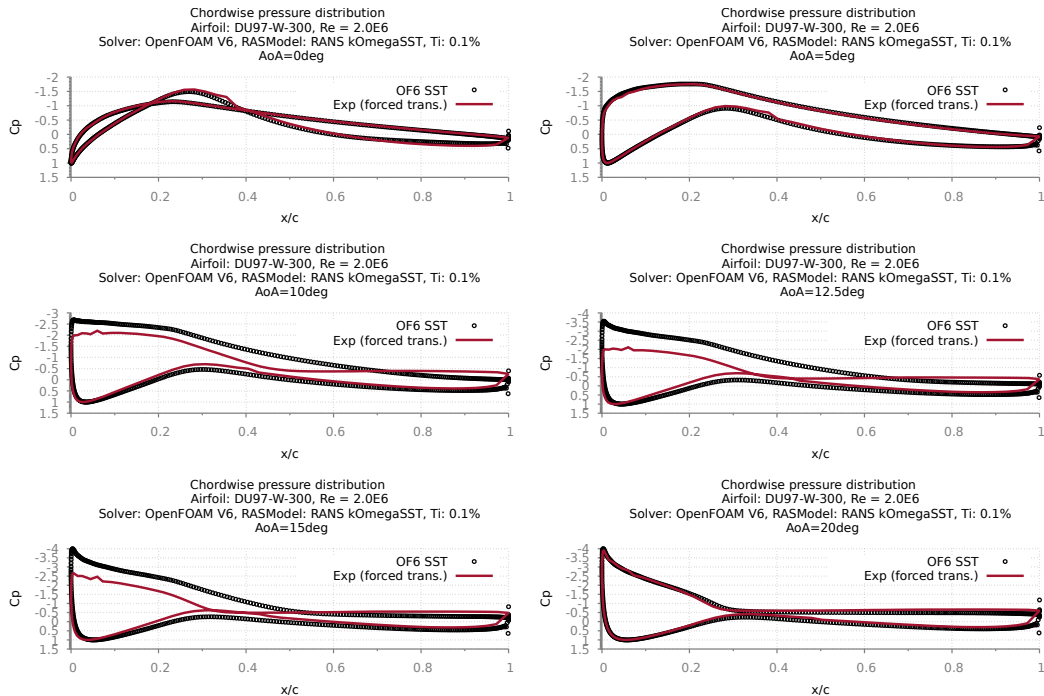 Chordwise pressure distribution
Airfoil: DU97-W-300, Re = 2.0E6
Solver: OpenFOAM V6, RASModel: RANS kOmegaSST, Ti: 0.1%
AoA=0deg
-2
-1.5
-1
-0.5
0
0.5
1
1.5
Cp
OF6 SST
Exp (forced trans.)
0 0.2 0.4 0.6 0.8 1
x/c
Chordwise pressure distribution
Airfoil: DU97-W-300, Re = 2.0E6
Solver: OpenFOAM V6, RASModel: RANS kOmegaSST, Ti: 0.1%
AoA=5deg
-2
-1.5
-1
-0.5
0
0.5
1
1.5
Cp
OF6 SST
Exp (forced trans.)
0 0.2 0.4 0.6 0.8 1
x/c
Chordwise pressure distribution
Airfoil: DU97-W-300, Re = 2.0E6
Solver: OpenFOAM V6, RASModel: RANS kOmegaSST, Ti: 0.1%
AoA=10deg
-3
-2.5
-2
-1.5
-1
-0.5
0
0.5
1
1.5
Cp
OF6 SST
Exp (forced trans.)
0 0.2 0.4 0.6 0.8 1
x/c
Chordwise pressure distribution
Airfoil: DU97-W-300, Re = 2.0E6
Solver: OpenFOAM V6, RASModel: RANS kOmegaSST, Ti: 0.1%
AoA=12.5deg
-4
-3.5
-3
-2.5
-2
-1.5
-1
-0.5
0
0.5
1
1.5
Cp
OF6 SST
Exp (forced trans.)
0 0.2 0.4 0.6 0.8 1
x/c
Chordwise pressure distribution
Airfoil: DU97-W-300, Re = 2.0E6
Solver: OpenFOAM V6, RASModel: RANS kOmegaSST, Ti: 0.1%
AoA=15deg
-4
-3.5
-3
-2.5
-2
-1.5
-1
-0.5
0
0.5
1
1.5
Cp
OF6 SST
Exp (forced trans.)
0 0.2 0.4 0.6 0.8 1
x/c
Chordwise pressure distribution
Airfoil: DU97-W-300, Re = 2.0E6
Solver: OpenFOAM V6, RASModel: RANS kOmegaSST, Ti: 0.1%
AoA=20deg
-4
-3.5
-3
-2.5
-2
-1.5
-1
-0.5
0
0.5
1
1.5
Cp
OF6 SST
Exp (forced trans.)
0 0.2 0.4 0.6 0.8 1
x/c